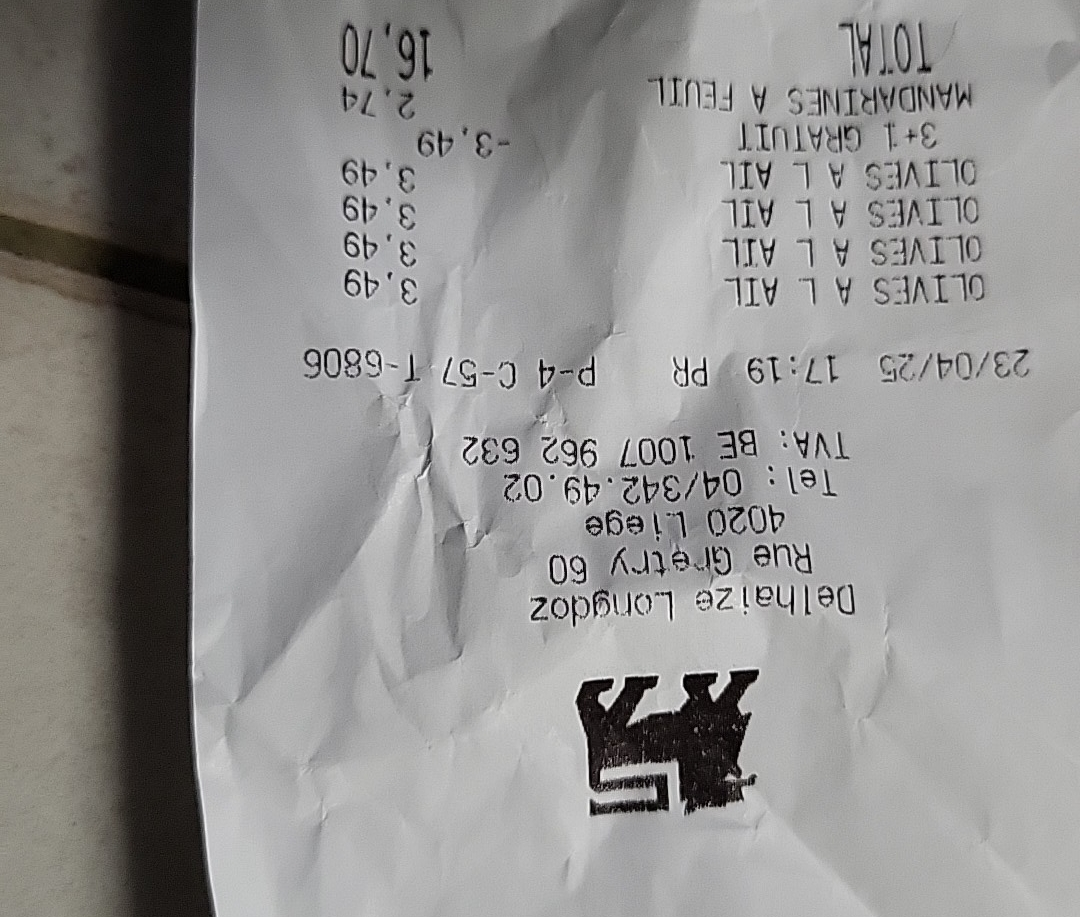 Delhaize Longdoz
Rue Gretry 60
4020 Liege
Tel: 04/342.49.02
TVA: BE 1007 962 632
23/04/25 17:19 PR P-4 C-57 T-6806
OLIVES A L AIL 3,49
OLIVES A L AIL 3,49
OLIVES A L AIL 3,49
OLIVES A L AIL 3,49
3+1 GRATUIT -3,49
MANDARINES A FEUIL 2,74
TOTAL 16,70